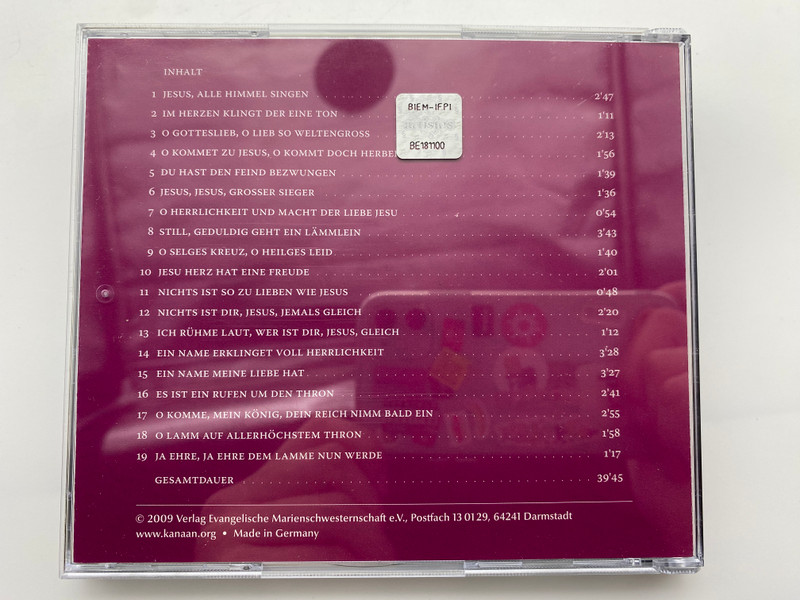 INHALT
1 JESUS, ALLE HIMMEL SINGEN 2'47
2 IM HERZEN KLINGT DER EINE TON 1'11
3 O GOTTESLIEB, O LIEB SO WELTENGROSS 2'13
4 O KOMMET ZU JESUS, O KOMMT DOCH 1'56
5 DU HAST DEN FEIND BEZWUNGEN 1'39
6 JESUS, JESUS, GROSSER SIEGER 1'36
7 O HERRLICHKEIT UND MACHT DER LIEBE JESU 0'54
8 STILL, GEDULDIG GEHT EIN LÄMMLEIN 3'43
9 O SELGES KREUZ, O HEILGES LEID 1'40
10 JESU HERZ HAT EINE FREUDE 2'01
11 NICHTS IST SO ZU LIEBEN WIE JESUS 0'48
12 NICHTS IST DIR, JESUS, JEMALS GLEICH 2'20
13 ICH RÜHME LAUT, WER IST DIR, JESUS, GLEICH 1'12
14 EIN NAME ERKLINGET VOLL HERRLICHKEIT 3'28
15 EIN NAME MEINE LIEBE HAT 3'27
16 ES IST EIN RUFEN UM DEN THRON 2'41
17 O KOMME, MEIN KÖNIG, DEIN REICH NIMM BALD EIN 2'55
18 O LAMM AUF ALLERHÖCHSTEM THRON 1'58
19 JA EHRE, JA EHRE DEM LAMME NUN WERDE 1'17
GESAMTDAUER 39'45
BIEM-IFPI
BE181100
© 2009 Verlag Evangelische Marienschwesternschaft e.V., Postfach 13 01 29, 64241 Darmstadt
www.kanaan.org • Made in Germany